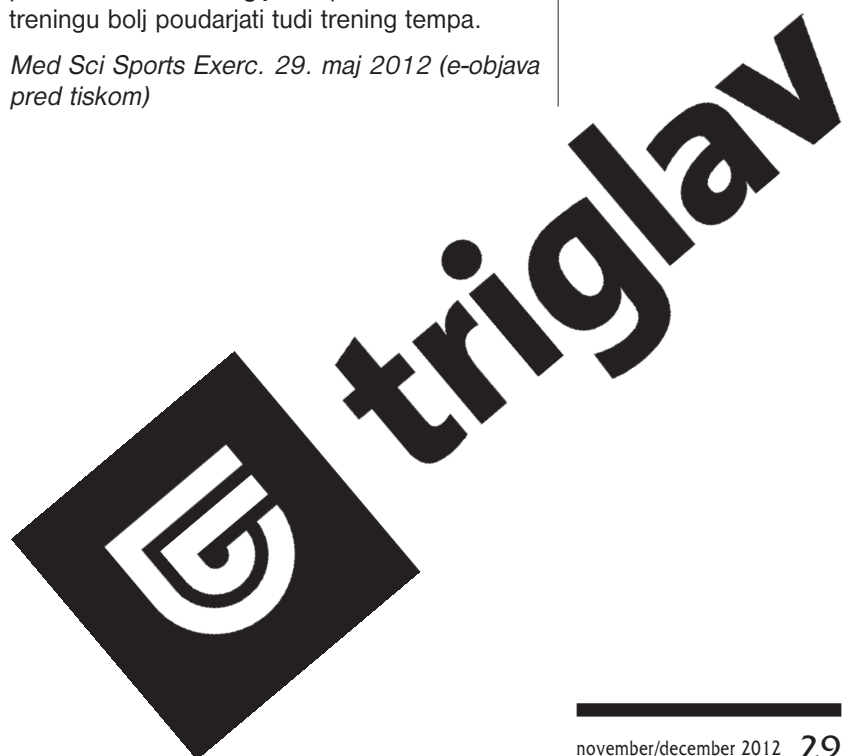 treningu bolj poudarjati tudi trening tempa.
Med Sci Sports Exerc. 29. maj 2012 (e-objava
pred tiskom)
triglav
november/december 2012 29